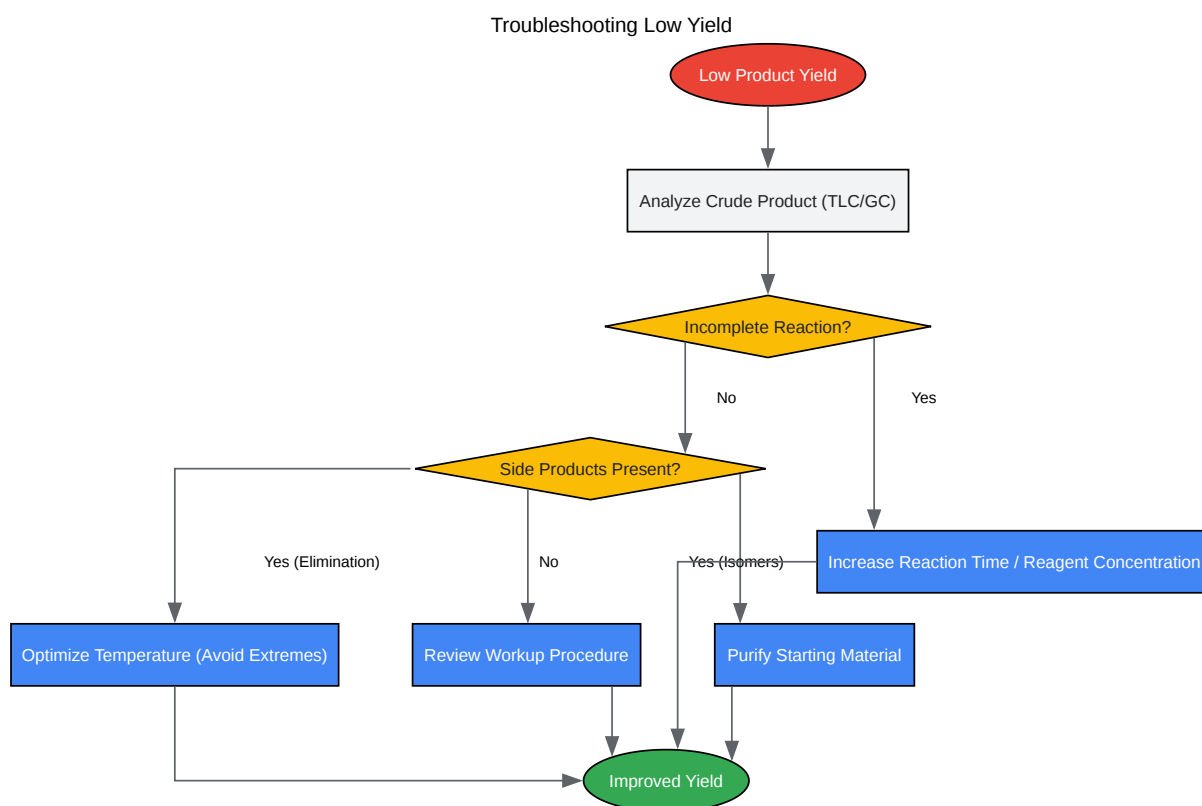 Troubleshooting Low Yield
Low Product Yield
Analyze Crude Product (TLC/GC)
Incomplete Reaction?
No
Yes
Side Products Present?
Yes (Elimination)
No
Yes (Isomers)
Increase Reaction Time / Reagent Concentration
Optimize Temperature (Avoid Extremes)
Review Workup Procedure
Purify Starting Material
Improved Yield